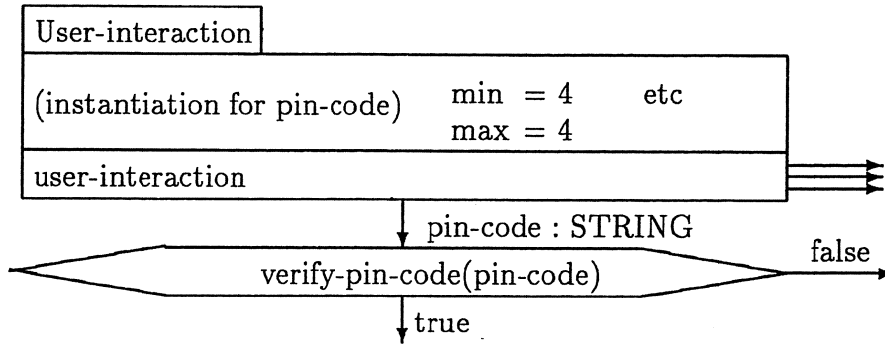 User-interaction
(instantiation for pin-code) min = 4 etc
max = 4
user-interaction
pin-code : STRING
false
verify-pin-code(pin-code)
true